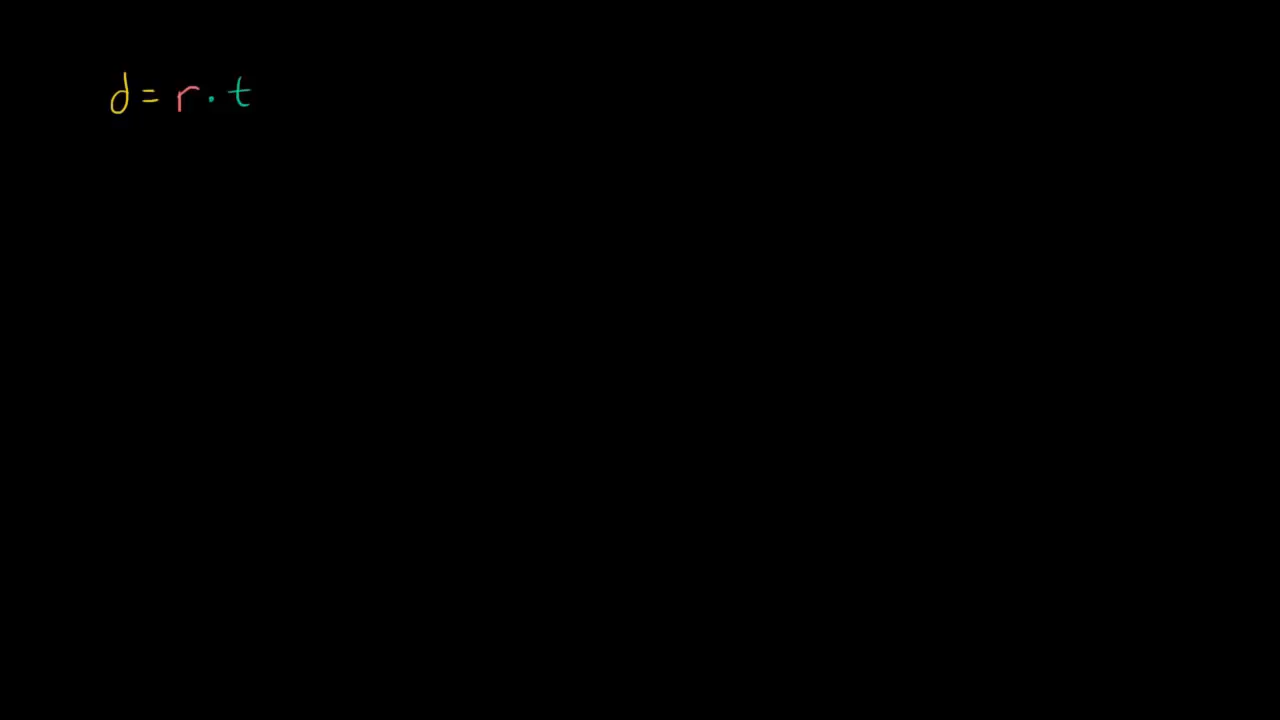 d = r · t